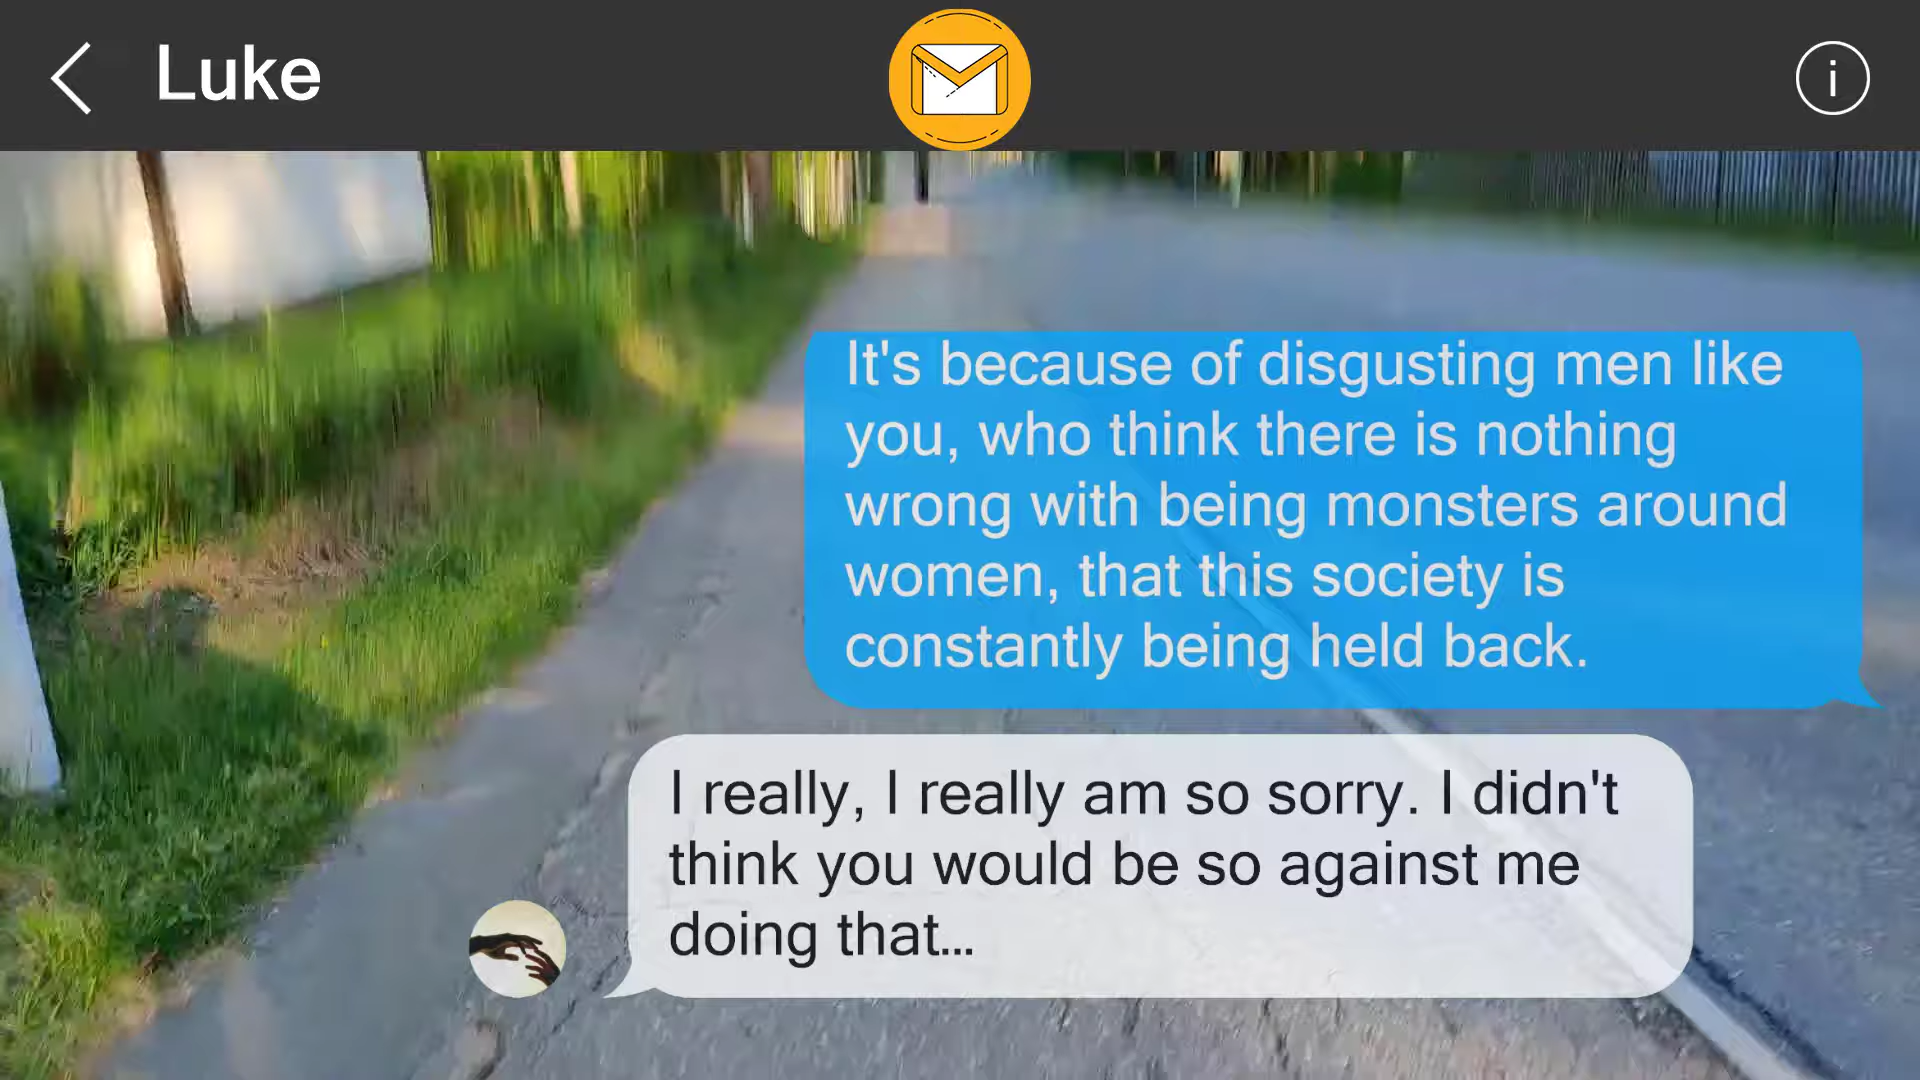 Luke
i
It's because of disgusting men like
you, who think there is nothing
wrong with being monsters around
women, that this society is
constantly being held back.
I really, I really am so sorry. I didn't
think you would be so against me
doing that...